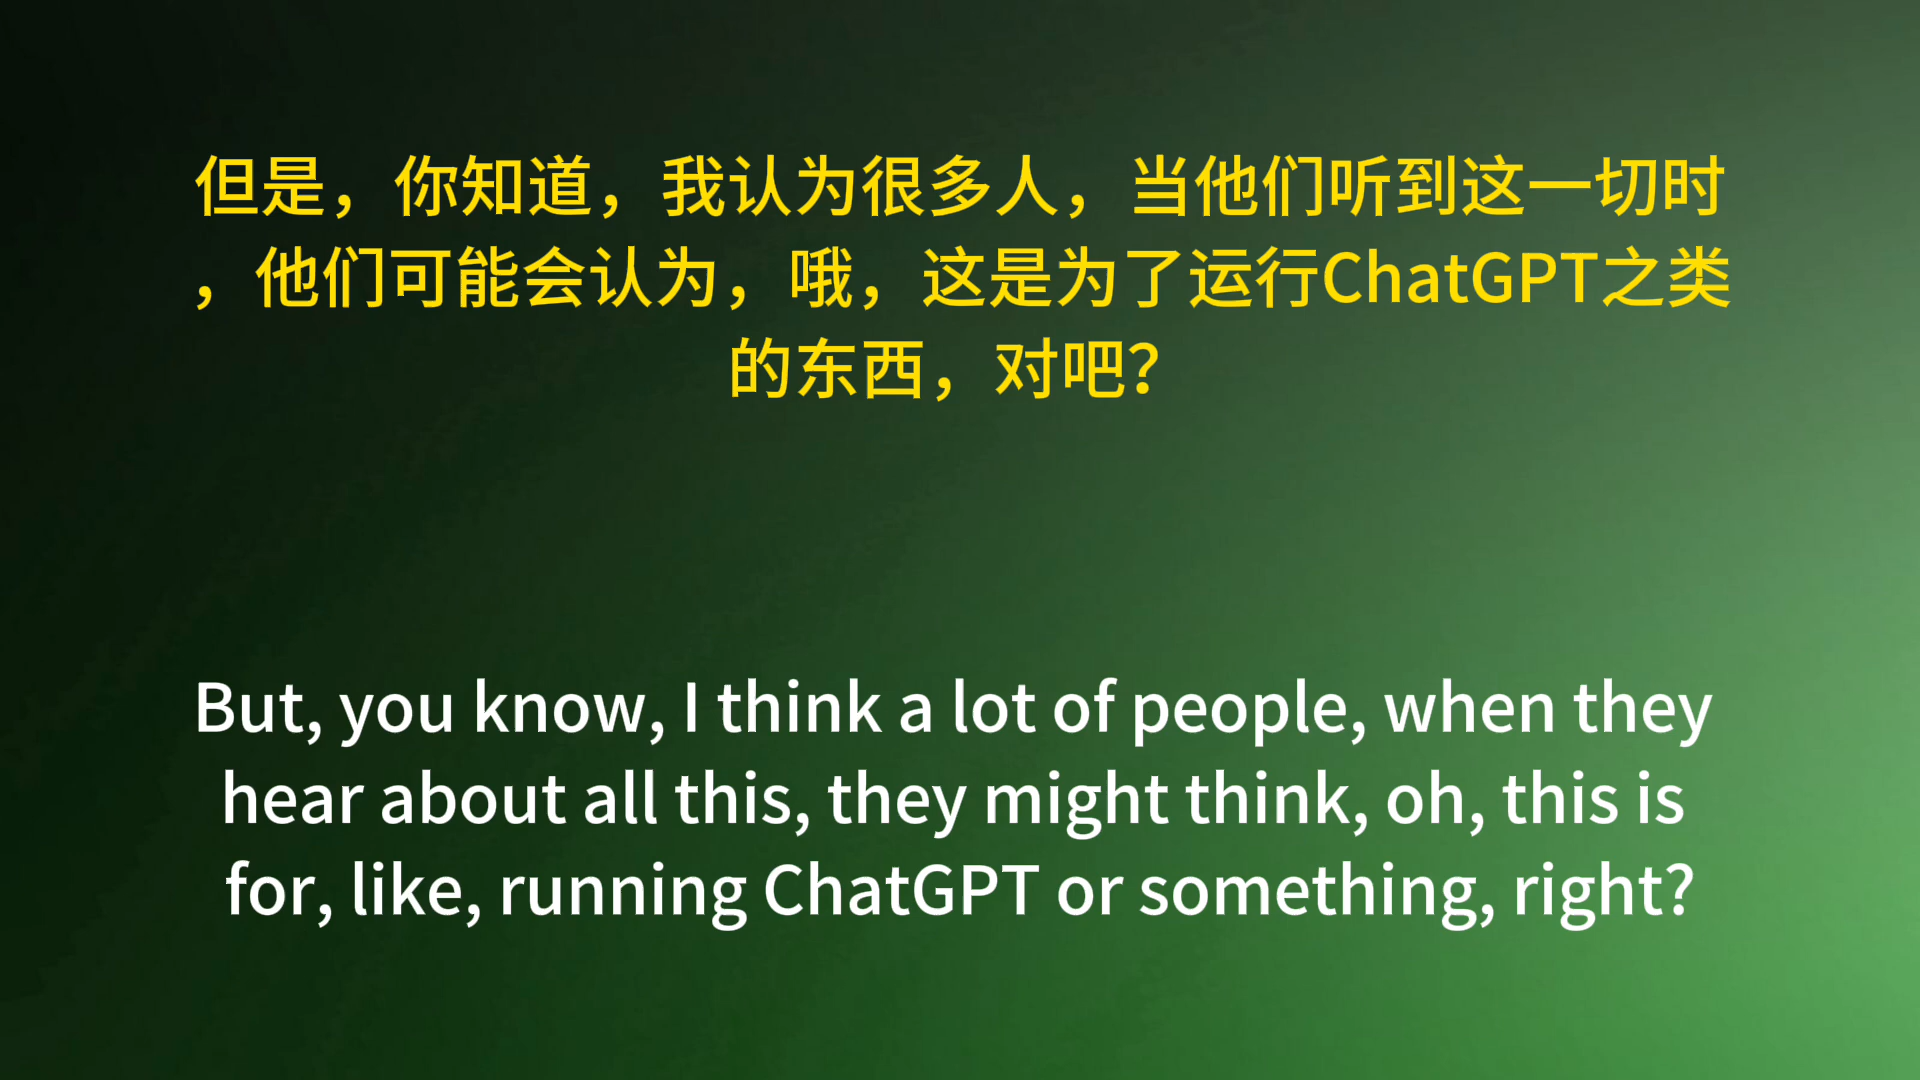 但是，你知道，我认为很多人，当他们听到这一切时
，他们可能会认为，哦，这是为了运行ChatGPT之类
的东西，对吧？
But, you know, I think a lot of people, when they
hear about all this, they might think, oh, this is
for, like, running ChatGPT or something, right?